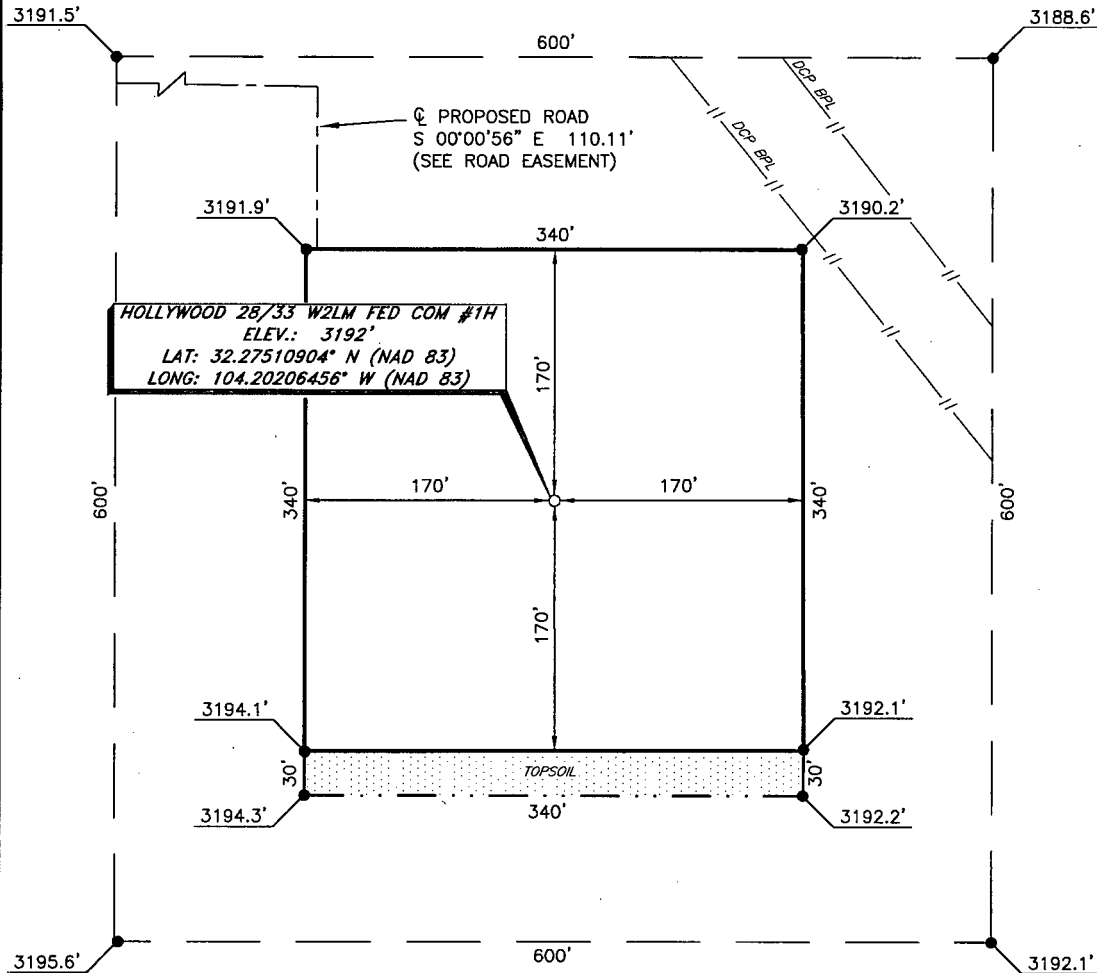 3191.5'
3188.6'
600'
DCP BPL
DCP BPL
℄ PROPOSED ROAD
S 00°00'56" E 110.11'
(SEE ROAD EASEMENT)
3191.9'
3190.2'
340'
HOLLYWOOD 28/33 W2LM FED COM #1H
ELEV.: 3192'
LAT: 32.27510904° N (NAD 83)
LONG: 104.20206456° W (NAD 83)
170'
600'
340'
170'
170'
340'
600'
170'
3194.1'
3192.1'
30'
TOPSOIL
30'
3194.3'
340'
3192.2'
3195.6'
600'
3192.1'